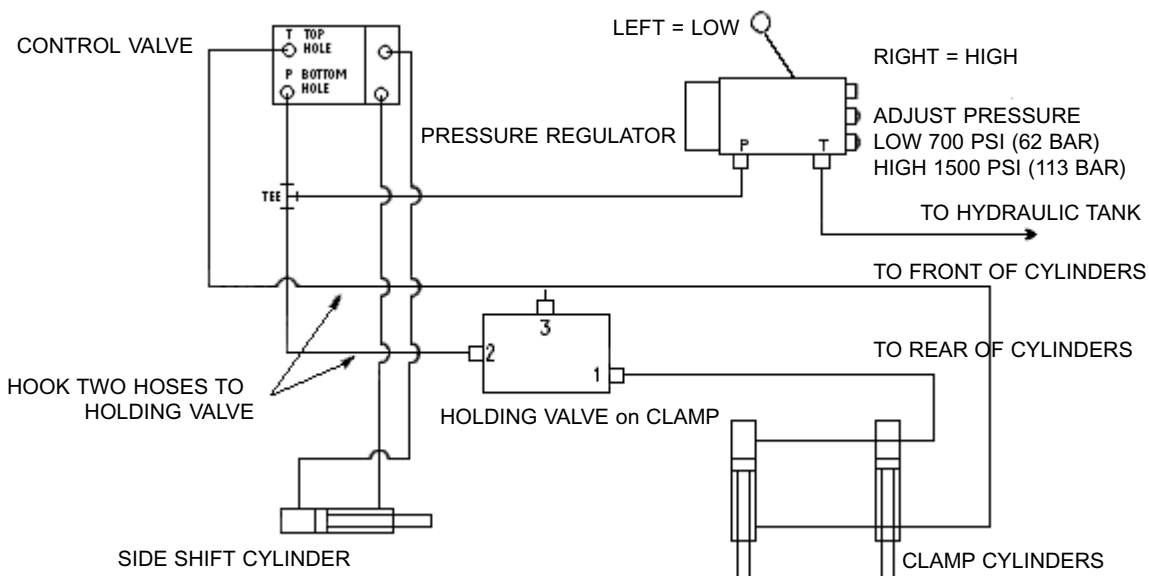 LEFT = LOW
T TOP HOLE
CONTROL VALVE
RIGHT = HIGH
P BOTTOM HOLE
ADJUST PRESSURE
PRESSURE REGULATOR
LOW 700 PSI (62 BAR)
P T
HIGH 1500 PSI (113 BAR)
TEE
TO HYDRAULIC TANK
TO FRONT OF CYLINDERS
3
2
TO REAR OF CYLINDERS
1
HOOK TWO HOSES TO
HOLDING VALVE
HOLDING VALVE on CLAMP
SIDE SHIFT CYLINDER
CLAMP CYLINDERS